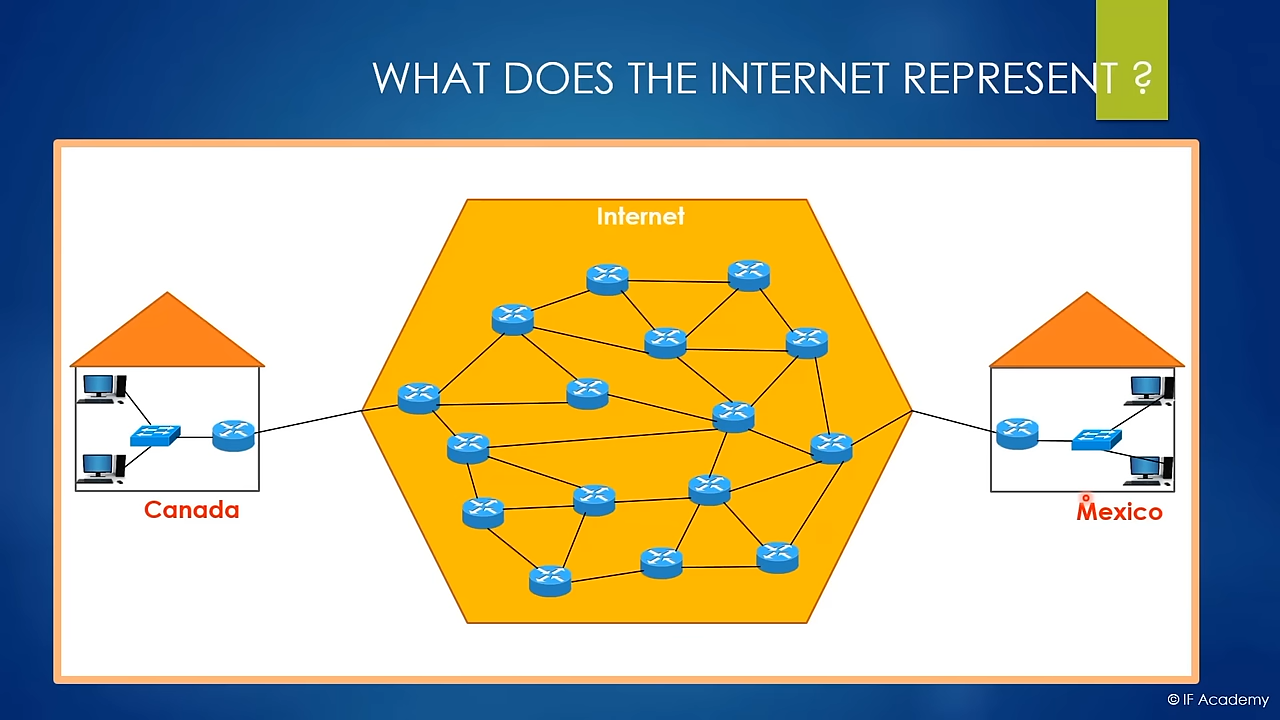 WHAT DOES THE INTERNET REPRESENT ?
Internet
Canada
Mexico
© IF Academy